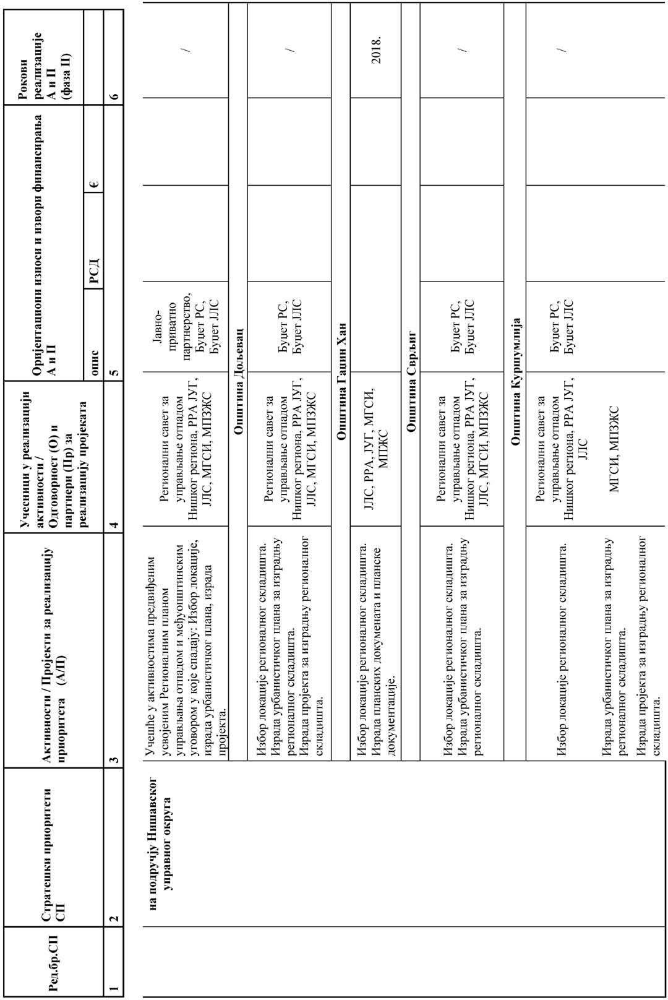 Ред.бр.СП
Стратешки приоритети
СП
Активности / Пројекти за реализацију
приоритета (А/П)
Учесници у реализацији
активности /
Одговорност (О) и
партнери (Пр) за
реализацију пројеката
Оријентациони износи и извори финансирања
А и П
опис
РСД
€
Рокови
реализације
А и П
(фаза II)
1
2
3
4
5
6
на подручју Нишавског
управног округа
Учешће у активностима предвиђеним
усвојеним Регионалним планом
управљања отпадом и међуопштинским
уговором у које спадају: Избор локације,
израда урбанистичког плана, израда
пројекта.
Регионални савет за
управљање отпадом
Нишког региона, РРА ЈУГ,
ЈЛС, МГСИ, МПЗЖС
Јавно-
приватно
партнерство,
Буџет РС,
Буџет ЈЛС
/
Општина Дољевац
Избор локације регионалног складишта.
Израда урбанистичког плана за изградњу
регионалног складишта.
Израда пројекта за изградњу регионалног
складишта.
Регионални савет за
управљање отпадом
Нишког региона, РРА ЈУГ,
ЈЛС, МГСИ, МПЗЖС
Буџет РС,
Буџет ЈЛС
/
Општина Гаџин Хан
Избор локације регионалног складишта.
Израда планских докумената и планске
документације.
ЈЛС, РРА, ЈУГ, МГСИ,
МПЖС
2018.
Општина Сврљиг
Избор локације регионалног складишта.
Израда урбанистичког плана за изградњу
регионалног складишта.
Регионални савет за
управљање отпадом
Нишког региона, РРА ЈУГ,
ЈЛС, МГСИ, МПЗЖС
Буџет РС,
Буџет ЈЛС
/
Општина Куршумлија
Избор локације регионалног складишта.
Регионални савет за
управљање отпадом
Нишког региона, РРА ЈУГ,
ЈЛС
Буџет РС,
Буџет ЈЛС
/
Израда урбанистичког плана за изградњу
регионалног складишта.
МГСИ, МПЗЖС
Израда пројекта за изградњу регионалног
складишта.